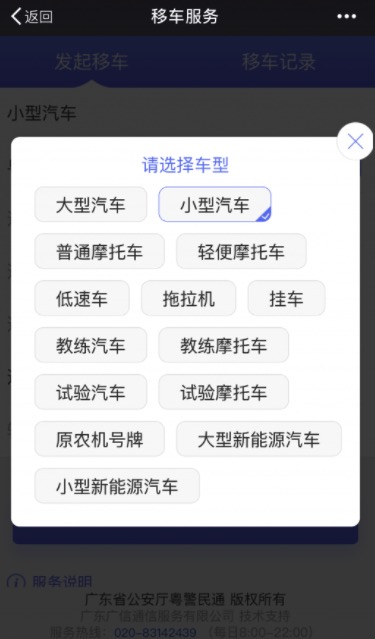 返回 移车服务
发起移车 移车记录
小型汽车
请选择车型
大型汽车 小型汽车
普通摩托车 轻便摩托车
低速车 拖拉机 挂车
教练汽车 教练摩托车
试验汽车 试验摩托车
原农机号牌 大型新能源汽车
小型新能源汽车
服务说明
广东省公安厅粤警民通 版权所有
广东广信通信服务有限公司 技术支持
服务热线：020-83142439 [每日8:00-22:00]